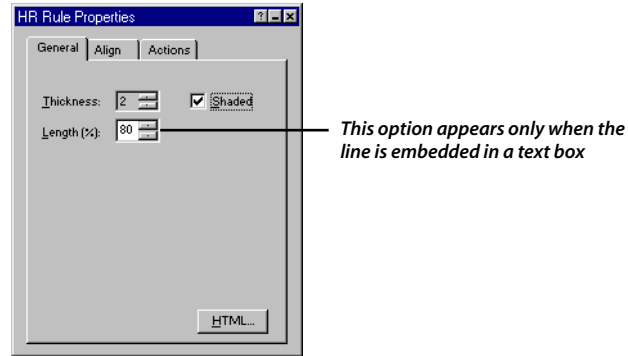 HR Rule Properties
General Align Actions
Thickness: 2 Shaded
Length (%): 80
This option appears only when the
line is embedded in a text box
HTML...